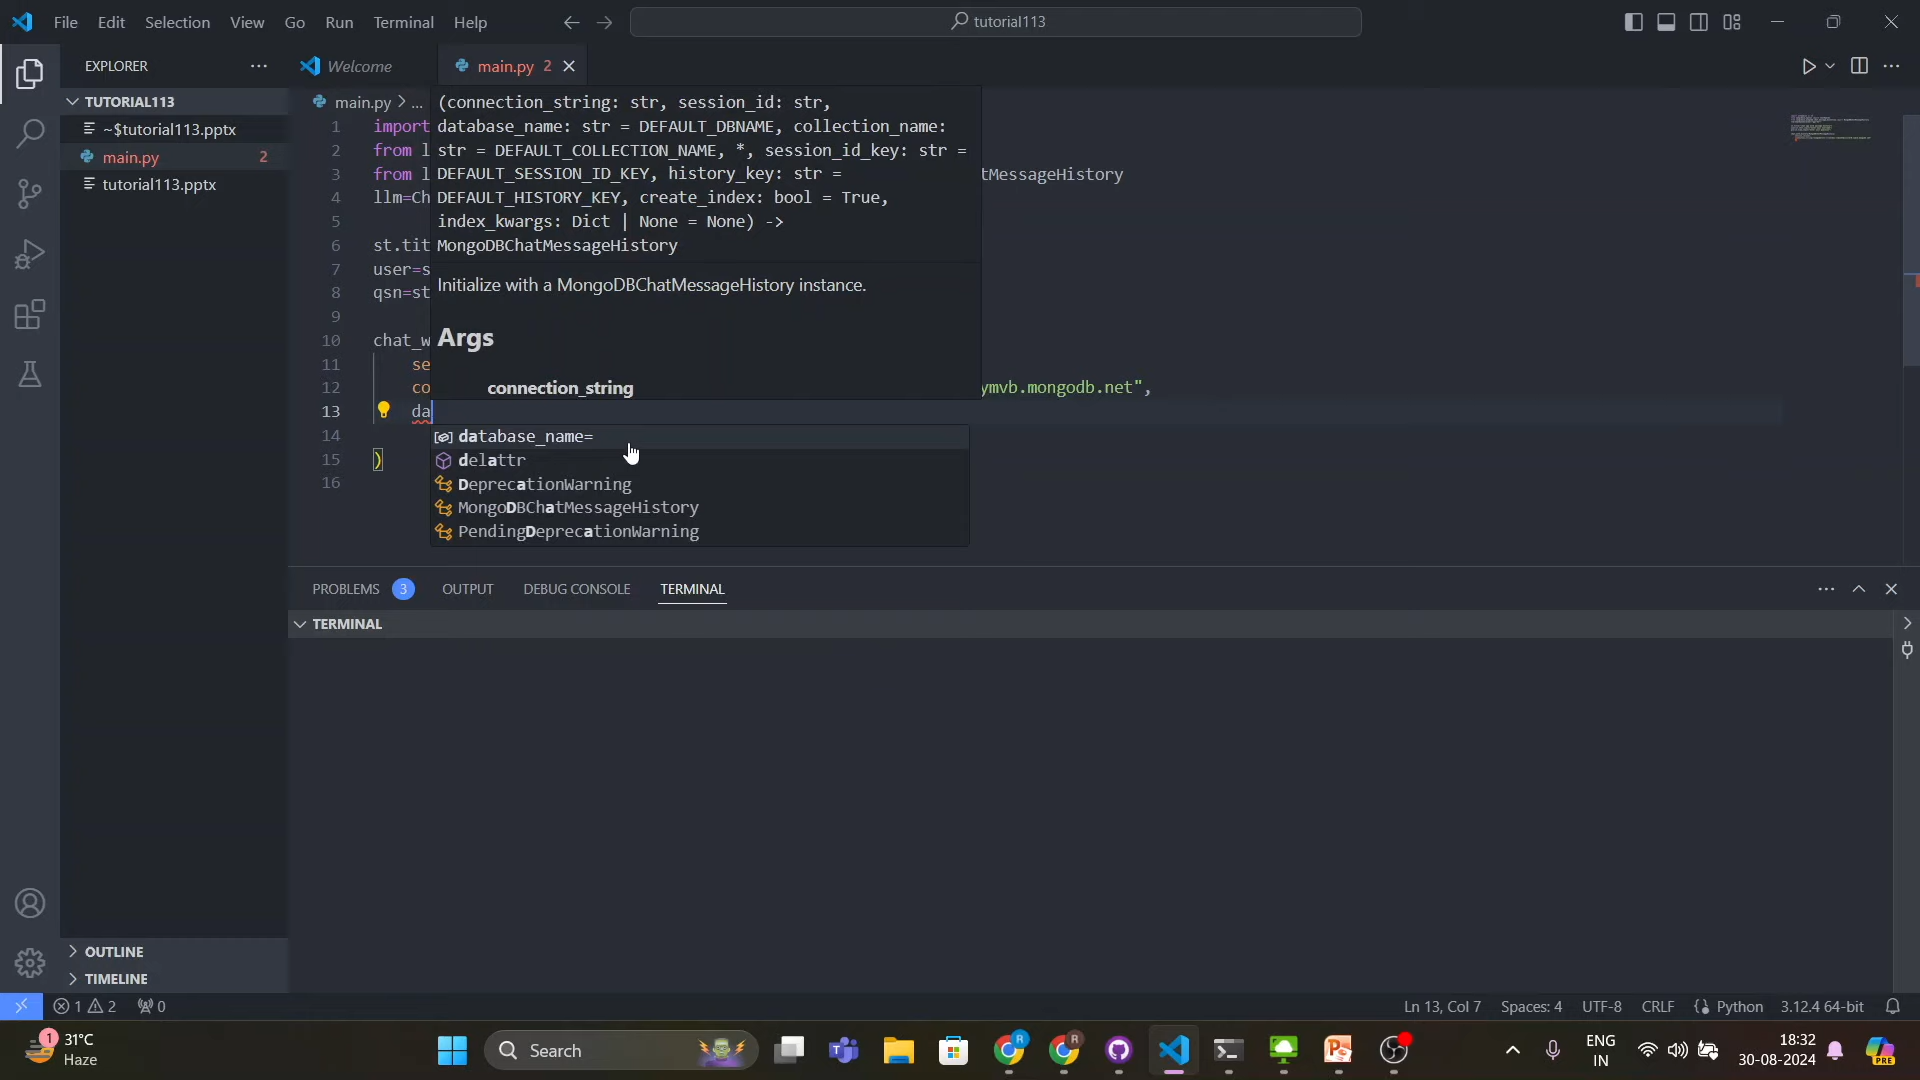 File Edit Selection View Go Run Terminal Help
tutorial113
EXPLORER
Welcome
main.py 2
TUTORIAL113
~$tutorial113.pptx
main.py 2
tutorial113.pptx
main.py > ...
1 import
2 from l
3 from l tMessageHistory
4 llm=Ch
5
6 st.tit
7 user=s
8 qsn=st
9
10 chat_w
11 se
12 co ymvb.mongodb.net",
13 da
14
15 )
16
(connection_string: str, session_id: str,
database_name: str = DEFAULT_DBNAME, collection_name:
str = DEFAULT_COLLECTION_NAME, *, session_id_key: str =
DEFAULT_SESSION_ID_KEY, history_key: str =
DEFAULT_HISTORY_KEY, create_index: bool = True,
index_kwargs: Dict | None = None) ->
MongoDBChatMessageHistory
Initialize with a MongoDBChatMessageHistory instance.
Args
connection_string
database_name=
delattr
DeprecationWarning
MongoDBChatMessageHistory
PendingDeprecationWarning
PROBLEMS 3 OUTPUT DEBUG CONSOLE TERMINAL
TERMINAL
OUTLINE
TIMELINE
1 2 0
Ln 13, Col 7 Spaces: 4 UTF-8 CRLF Python 3.12.4 64-bit
1 31°C
Haze
Search
R
R
ENG
IN
18:32
30-08-2024
PRE